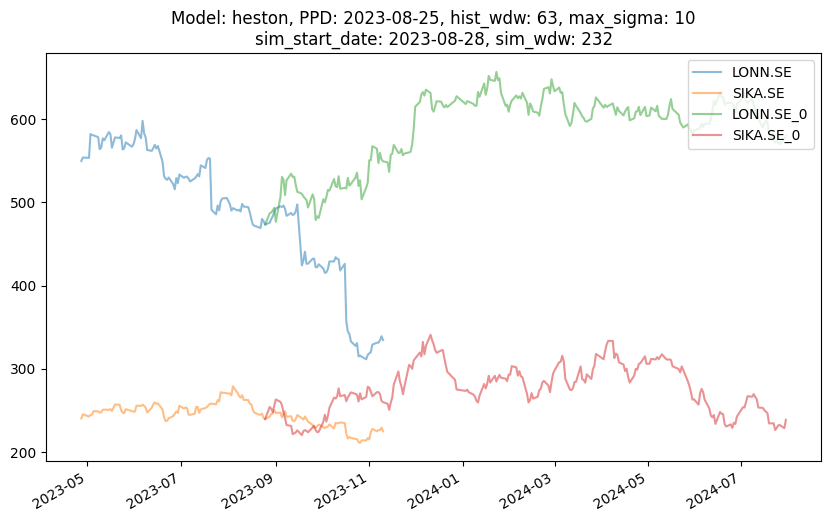 Model: heston, PPD: 2023-08-25, hist_wdw: 63, max_sigma: 10
sim_start_date: 2023-08-28, sim_wdw: 232
LONN.SE
SIKA.SE
LONN.SE_0
SIKA.SE_0
600
500
400
300
200
2023-05
2023-07
2023-09
2023-11
2024-01
2024-03
2024-05
2024-07